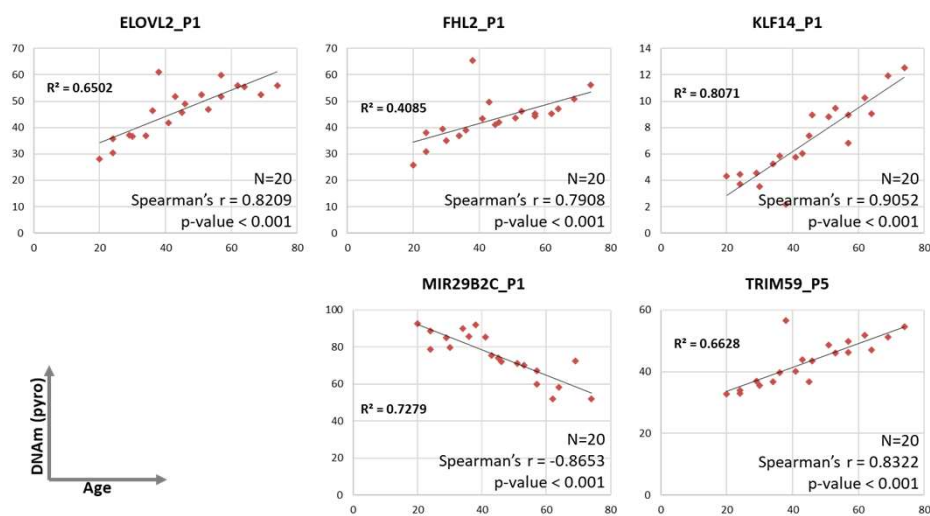 ELOVL2_P1
70
60
50
40
30
20
10
0
R² = 0.6502
N=20
Spearman's r = 0.8209
p-value < 0.001
0 20 40 60 80
FHL2_P1
70
60
50
40
30
20
10
0
R² = 0.4085
N=20
Spearman's r = 0.7908
p-value < 0.001
0 20 40 60 80
KLF14_P1
14
12
10
8
6
4
2
0
R² = 0.8071
N=20
Spearman's r = 0.9052
p-value < 0.001
0 20 40 60 80
DNAm (pyro)
Age
MIR29B2C_P1
100
80
60
40
20
0
R² = 0.7279
N=20
Spearman's r = -0.8653
p-value < 0.001
0 20 40 60 80
TRIM59_P5
60
40
20
0
R² = 0.6628
N=20
Spearman's r = 0.8322
p-value < 0.001
0 20 40 60 80